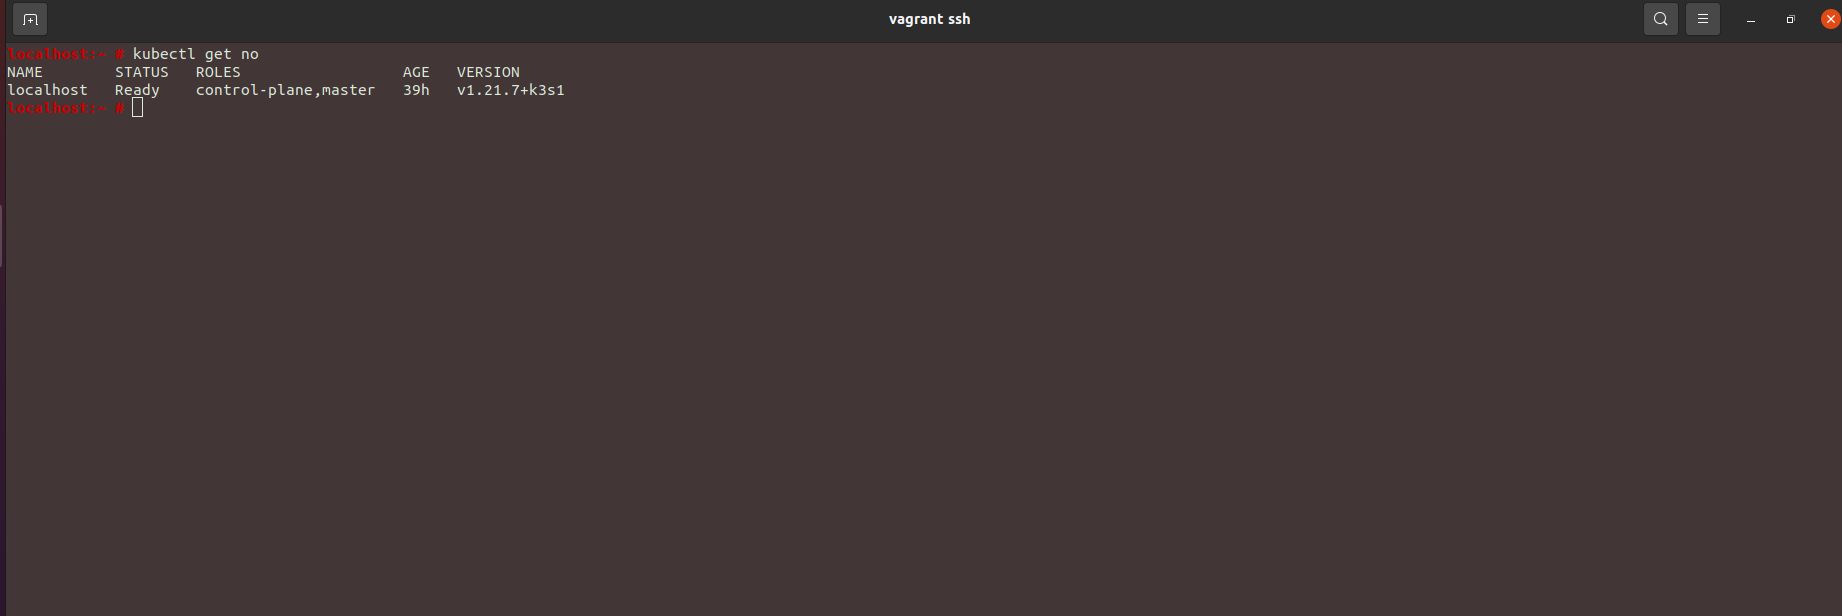 vagrant ssh
localhost:~ # kubectl get no
NAME        STATUS   ROLES                  AGE   VERSION
localhost   Ready    control-plane,master   39h   v1.21.7+k3s1
localhost:~ #